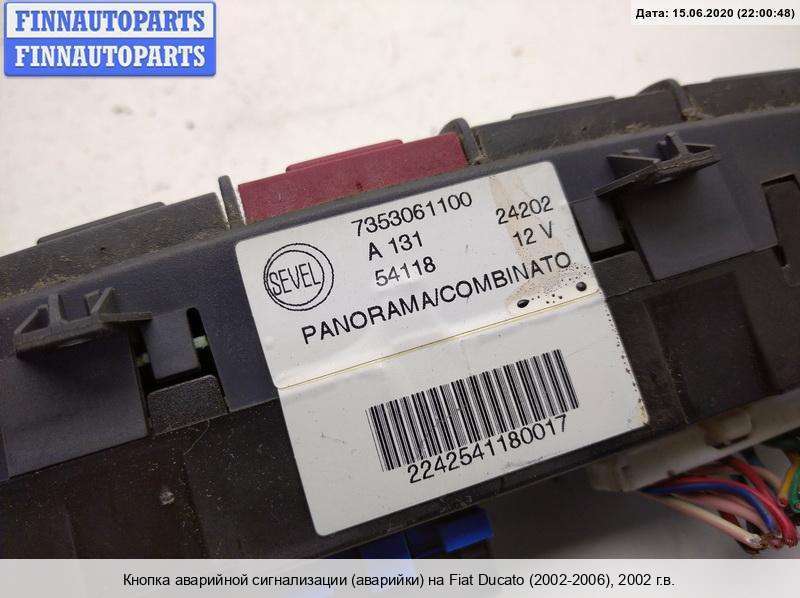 FINNAUTOPARTS
FINNAUTOPARTS
Дата: 15.06.2020 (22:00:48)
7353061100 24202
A 131 12 V
SEVEL 54118
PANORAMA/COMBINATO
2242541180017
Кнопка аварийной сигнализации (аварийки) на Fiat Ducato (2002-2006), 2002 г.в.